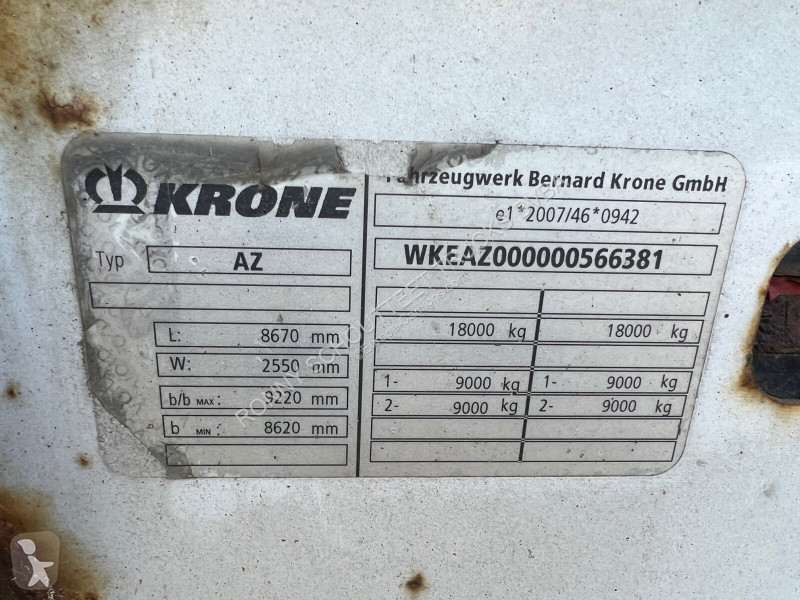 KRONE
Fahrzeugwerk Bernard Krone GmbH
e1*2007/46*0942
Typ AZ
WKEAZ000000566381
L: 8670 mm
W: 2550 mm
b/b MAX: 9220 mm
b MIN: 8620 mm
18000 kg 18000 kg
1- 9000 kg 1- 9000 kg
2- 9000 kg 2- 9000 kg